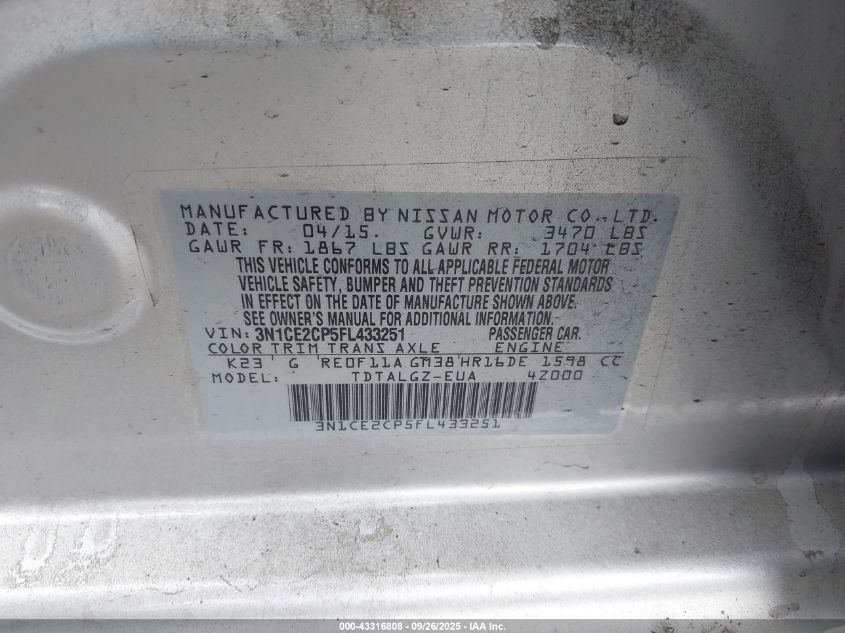 MANUFACTURED BY NISSAN MOTOR CO., LTD.
DATE: 04/15. GVWR: 3470 LBS
GAWR FR: 1867 LBS GAWR RR: 1704 LBS
THIS VEHICLE CONFORMS TO ALL APPLICABLE FEDERAL MOTOR
VEHICLE SAFETY, BUMPER AND THEFT PREVENTION STANDARDS
IN EFFECT ON THE DATE OF MANUFACTURE SHOWN ABOVE.
SEE OWNER'S MANUAL FOR ADDITIONAL INFORMATION.
VIN: 3N1CE2CP5FL433251 PASSENGER CAR.
COLOR TRIM TRANS AXLE ENGINE
K23 G RE0F11A GM38 HR16DE 1598 CC
MODEL: TDTALGZ-EUA 4Z000
3N1CE2CP5FL433251
000-43316808 - 09/26/2025 - IAA Inc.